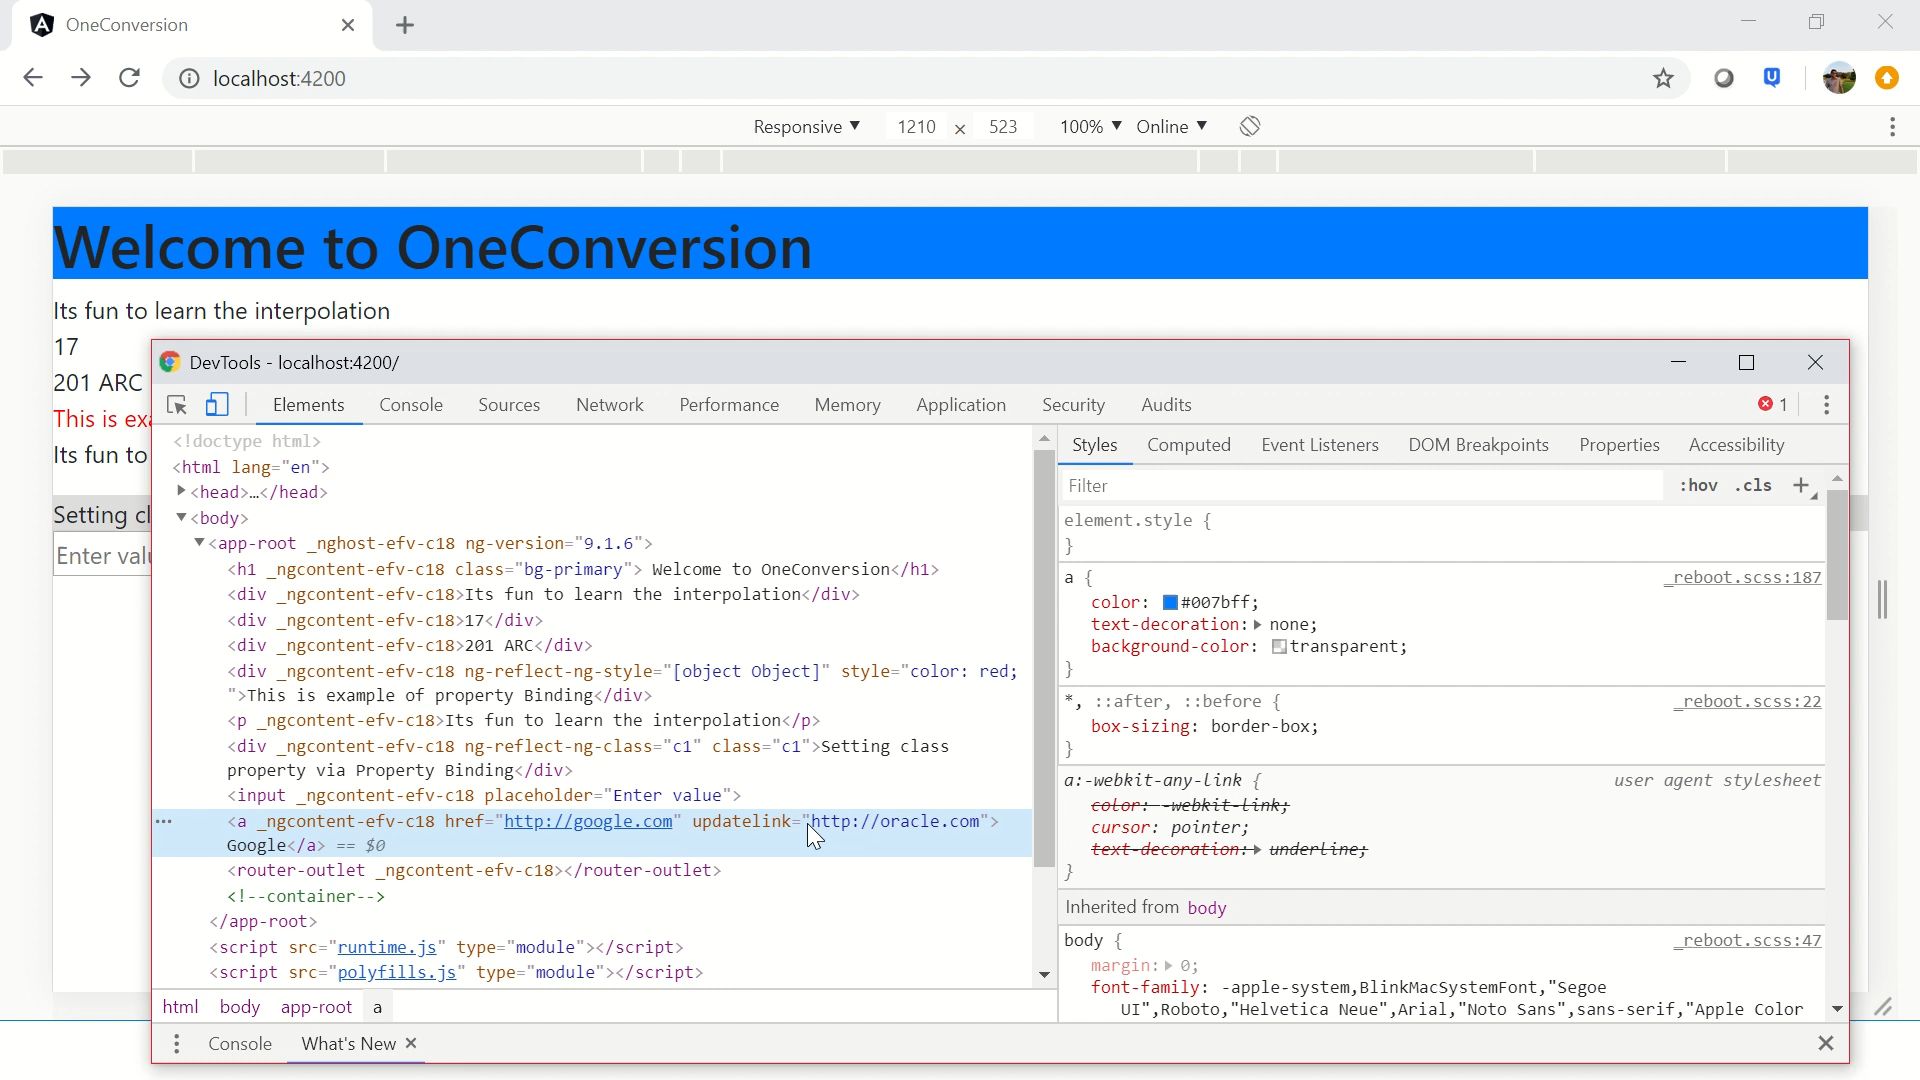 OneConversion
localhost:4200
Responsive 1210 × 523 100% Online
Welcome to OneConversion
Its fun to learn the interpolation
17
201 ARC
This is exa
Its fun to
Setting cl
Enter valu
DevTools - localhost:4200/
Elements Console Sources Network Performance Memory Application Security Audits 1
<!doctype html>
<html lang="en">
<head>…</head>
<body>
<app-root _nghost-efv-c18 ng-version="9.1.6">
<h1 _ngcontent-efv-c18 class="bg-primary"> Welcome to OneConversion</h1>
<div _ngcontent-efv-c18>Its fun to learn the interpolation</div>
<div _ngcontent-efv-c18>17</div>
<div _ngcontent-efv-c18>201 ARC</div>
<div _ngcontent-efv-c18 ng-reflect-ng-style="[object Object]" style="color: red;
">This is example of property Binding</div>
<p _ngcontent-efv-c18>Its fun to learn the interpolation</p>
<div _ngcontent-efv-c18 ng-reflect-ng-class="c1" class="c1">Setting class
property via Property Binding</div>
<input _ngcontent-efv-c18 placeholder="Enter value">
<a _ngcontent-efv-c18 href="http://google.com" updatelink="http://oracle.com">
Google</a> == $0
<router-outlet _ngcontent-efv-c18></router-outlet>
<!--container-->
</app-root>
<script src="runtime.js" type="module"></script>
<script src="polyfills.js" type="module"></script>
html body app-root a
Styles Computed Event Listeners DOM Breakpoints Properties Accessibility
Filter :hov .cls +
element.style {
}
a { _reboot.scss:187
color: #007bff;
text-decoration: none;
background-color: transparent;
}
*, ::after, ::before { _reboot.scss:22
box-sizing: border-box;
}
a:-webkit-any-link { user agent stylesheet
color: -webkit-link;
cursor: pointer;
text-decoration: underline;
}
Inherited from body
body { _reboot.scss:47
margin: 0;
font-family: -apple-system,BlinkMacSystemFont,"Segoe
UI",Roboto,"Helvetica Neue",Arial,"Noto Sans",sans-serif,"Apple Color
Console What's New